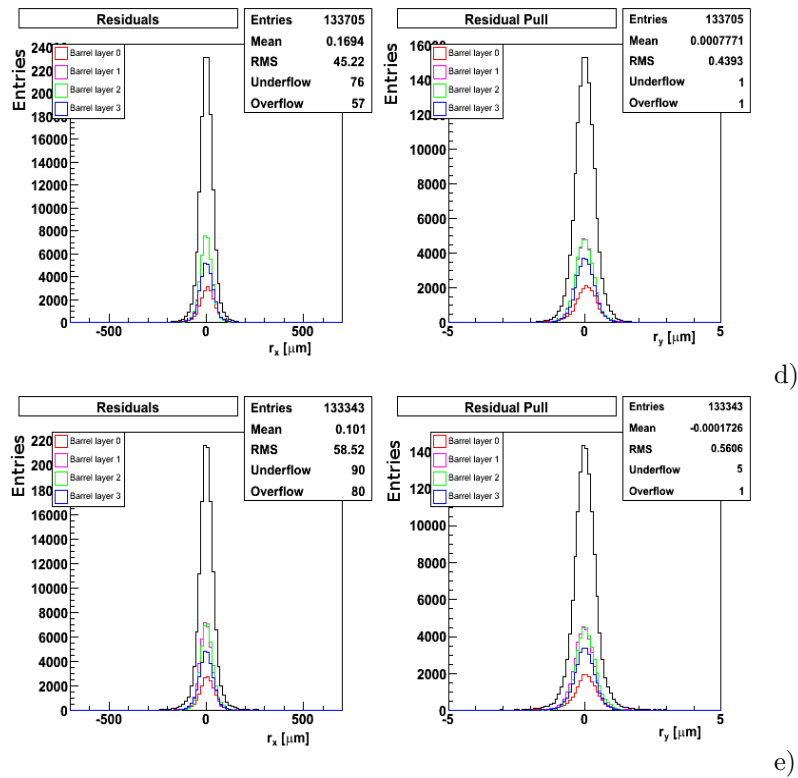 Residuals
Entries 133705
Mean 0.1694
RMS 45.22
Underflow 76
Overflow 57
Entries
24000
22000
20000
18000
16000
14000
12000
10000
8000
6000
4000
2000
0
Barrel layer 0
Barrel layer 1
Barrel layer 2
Barrel layer 3
-500 0 500
r_x [μm]
Residual Pull
Entries 133705
Mean 0.0007771
RMS 0.4393
Underflow 1
Overflow 1
Entries
16000
14000
12000
10000
8000
6000
4000
2000
0
Barrel layer 0
Barrel layer 1
Barrel layer 2
Barrel layer 3
-5 0 5
r_y [μm]
d)
Residuals
Entries 133343
Mean 0.101
RMS 58.52
Underflow 90
Overflow 80
Entries
220
200
18000
16000
14000
12000
10000
8000
6000
4000
2000
0
Barrel layer 0
Barrel layer 1
Barrel layer 2
Barrel layer 3
-500 0 500
r_x [μm]
Residual Pull
Entries 133343
Mean -0.0001726
RMS 0.5606
Underflow 5
Overflow 1
Entries
140
120
10000
8000
6000
4000
2000
0
Barrel layer 0
Barrel layer 1
Barrel layer 2
Barrel layer 3
-5 0 5
r_y [μm]
e)